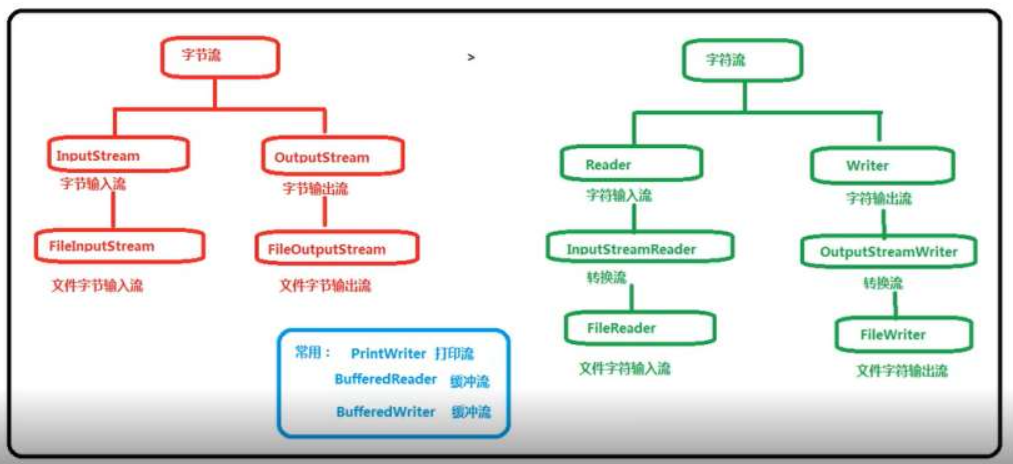 字节流
>
字符流
InputStream
字节输入流
OutputStream
字节输出流
Reader
字符输入流
Writer
字符输出流
FileInputStream
文件字节输入流
FileOutputStream
文件字节输出流
InputStreamReader
转换流
OutputStreamWriter
转换流
FileReader
文件字符输入流
FileWriter
文件字符输出流
常用： PrintWriter 打印流
BufferedReader 缓冲流
BufferedWriter 缓冲流